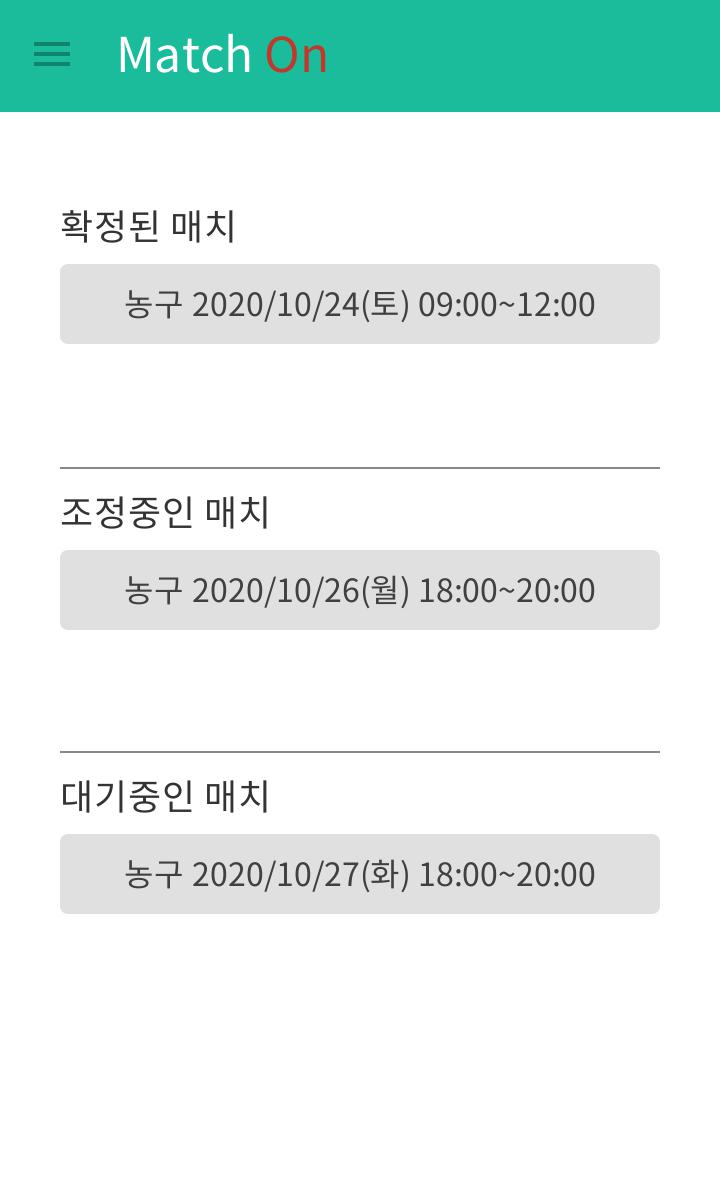 Match On
확정된 매치
농구 2020/10/24(토) 09:00~12:00
조정중인 매치
농구 2020/10/26(월) 18:00~20:00
대기중인 매치
농구 2020/10/27(화) 18:00~20:00